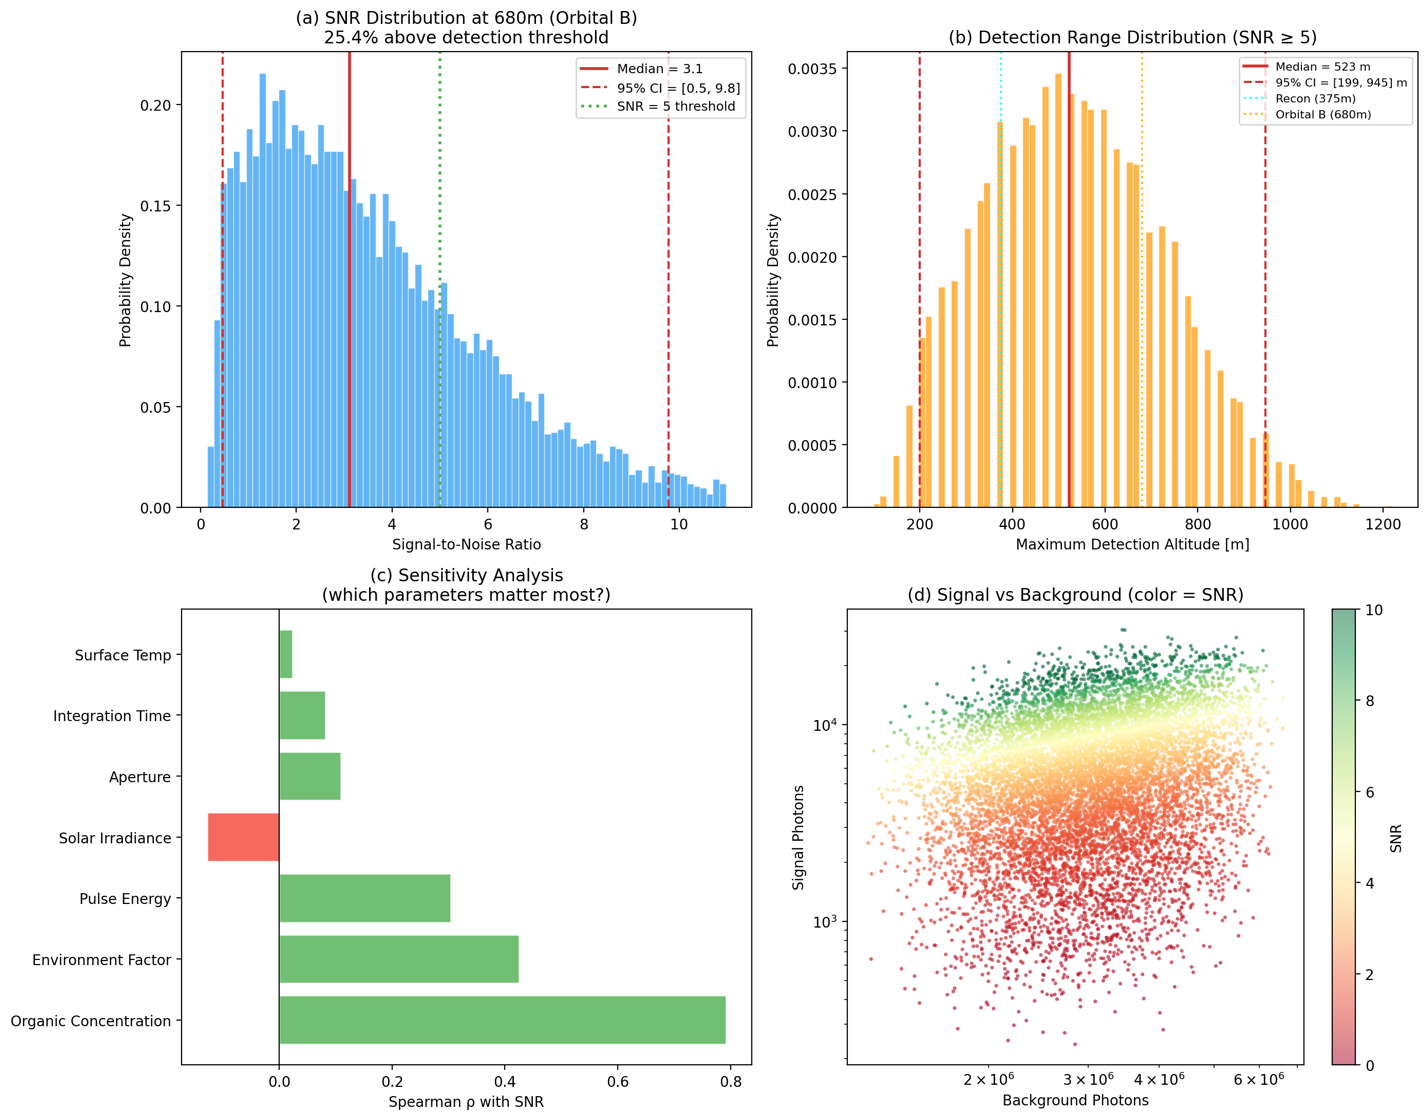 (a) SNR Distribution at 680m (Orbital B)
25.4% above detection threshold
Probability Density
0.20
0.15
0.10
0.05
0.00
0 2 4 6 8 10
Signal-to-Noise Ratio
Median = 3.1
95% CI = [0.5, 9.8]
SNR = 5 threshold
(b) Detection Range Distribution (SNR ≥ 5)
Probability Density
0.0035
0.0030
0.0025
0.0020
0.0015
0.0010
0.0005
0.0000
200 400 600 800 1000 1200
Maximum Detection Altitude [m]
Median = 523 m
95% CI = [199, 945] m
Recon (375m)
Orbital B (680m)
(c) Sensitivity Analysis
(which parameters matter most?)
Surface Temp
Integration Time
Aperture
Solar Irradiance
Pulse Energy
Environment Factor
Organic Concentration
0.0 0.2 0.4 0.6 0.8
Spearman ρ with SNR
(d) Signal vs Background (color = SNR)
Signal Photons
10⁴
10³
2 × 10⁶ 3 × 10⁶ 4 × 10⁶ 6 × 10⁶
Background Photons
10
8
6
4
2
0
SNR